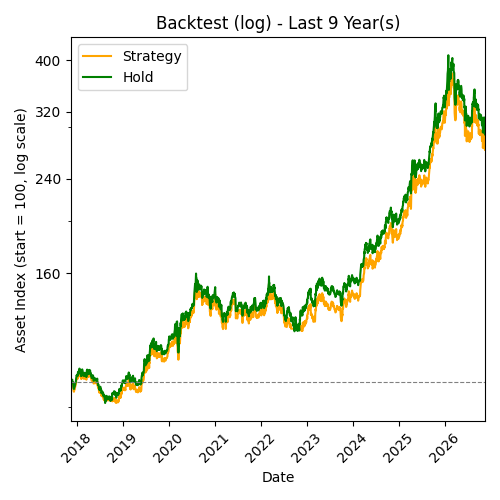 Backtest (log) - Last 9 Year(s)
Strategy
Hold
Asset Index (start = 100, log scale)
400
320
240
160
2018
2019
2020
2021
2022
2023
2024
2025
2026
Date